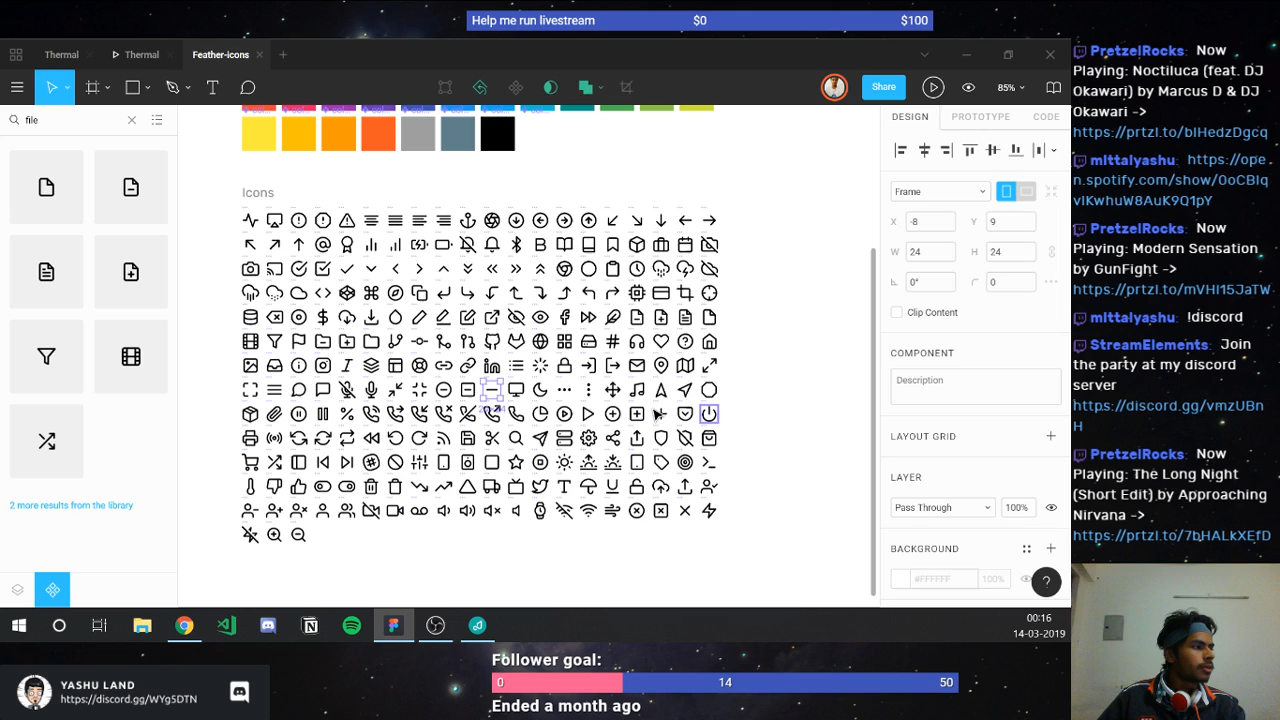 Help me run livestream $0 $100
Thermal
Thermal
Feather-icons
Share
85%
file
2 more results from the library
Icons
DESIGN
PROTOTYPE
CODE
Frame
X -8
Y 9
W 24
H 24
0°
0
Clip Content
COMPONENT
Description
LAYOUT GRID
LAYER
Pass Through
100%
BACKGROUND
#FFFFFF
100%
?
00:16
14-03-2019
PretzelRocks: Now
Playing: Noctiluca (feat. DJ
Okawari) by Marcus D & DJ
Okawari ->
https://prtzl.to/blHedzDgcq
mittalyashu: https://ope
n.spotify.com/show/0oCBlq
vlKwhuW8AuK9Q1pY
PretzelRocks: Now
Playing: Modern Sensation
by GunFight ->
https://prtzl.to/mVHl15JaTW
mittalyashu: !discord
StreamElements: Join
the party at my discord
server
https://discord.gg/vmzUBn
H
PretzelRocks: Now
Playing: The Long Night
(Short Edit) by Approaching
Nirvana ->
https://prtzl.to/7bHALkXEfD
YASHU LAND
https://discord.gg/WYg5DTN
Follower goal:
0 14 50
Ended a month ago